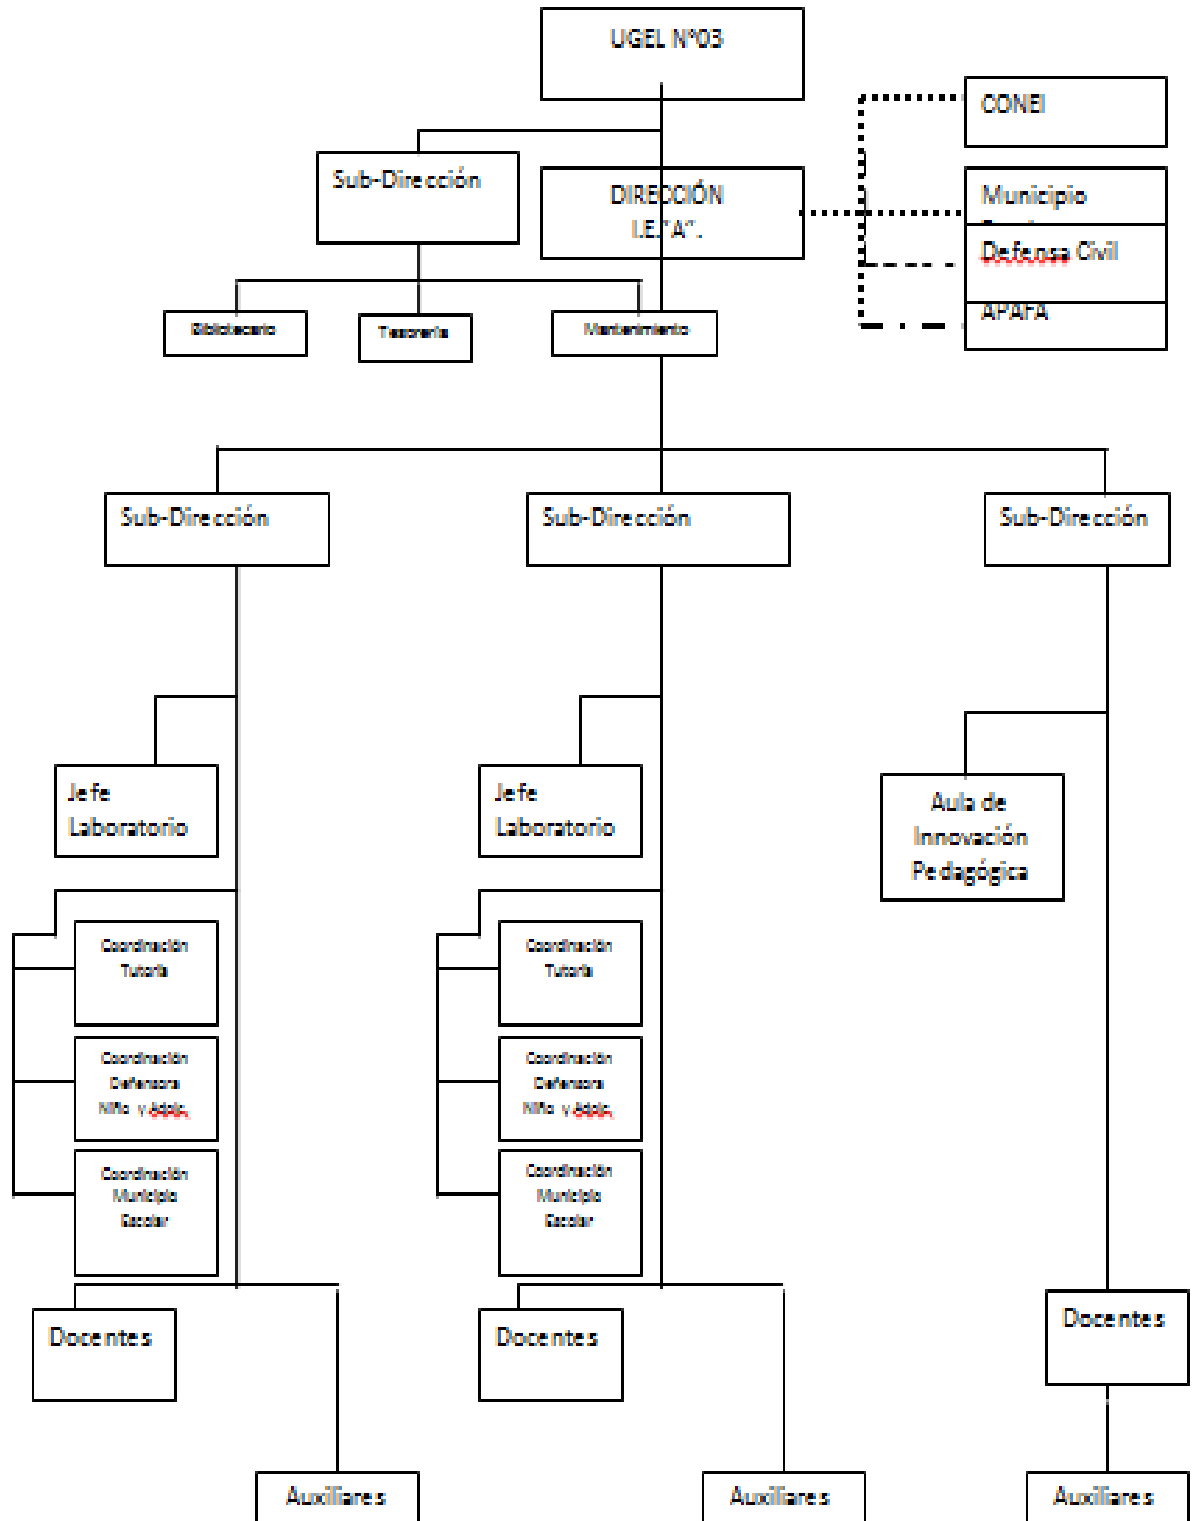 UGEL N°03
CONEI
Sub-Dirección
DIRECCIÓN
I.E."A".
Municipio
Defensa Civil
APAFA
Bibliotecario
Tesorería
Mantenimiento
Sub-Dirección
Sub-Dirección
Sub-Dirección
Jefe
Laboratorio
Jefe
Laboratorio
Aula de
Innovación
Pedagógica
Coordinación
Tutoría
Coordinación
Tutoría
Coordinación
Defensora
Niño y Adolc.
Coordinación
Defensora
Niño y Adolc.
Coordinación
Municipio
Escolar
Coordinación
Municipio
Escolar
Docentes
Docentes
Docentes
Auxiliares
Auxiliares
Auxiliares